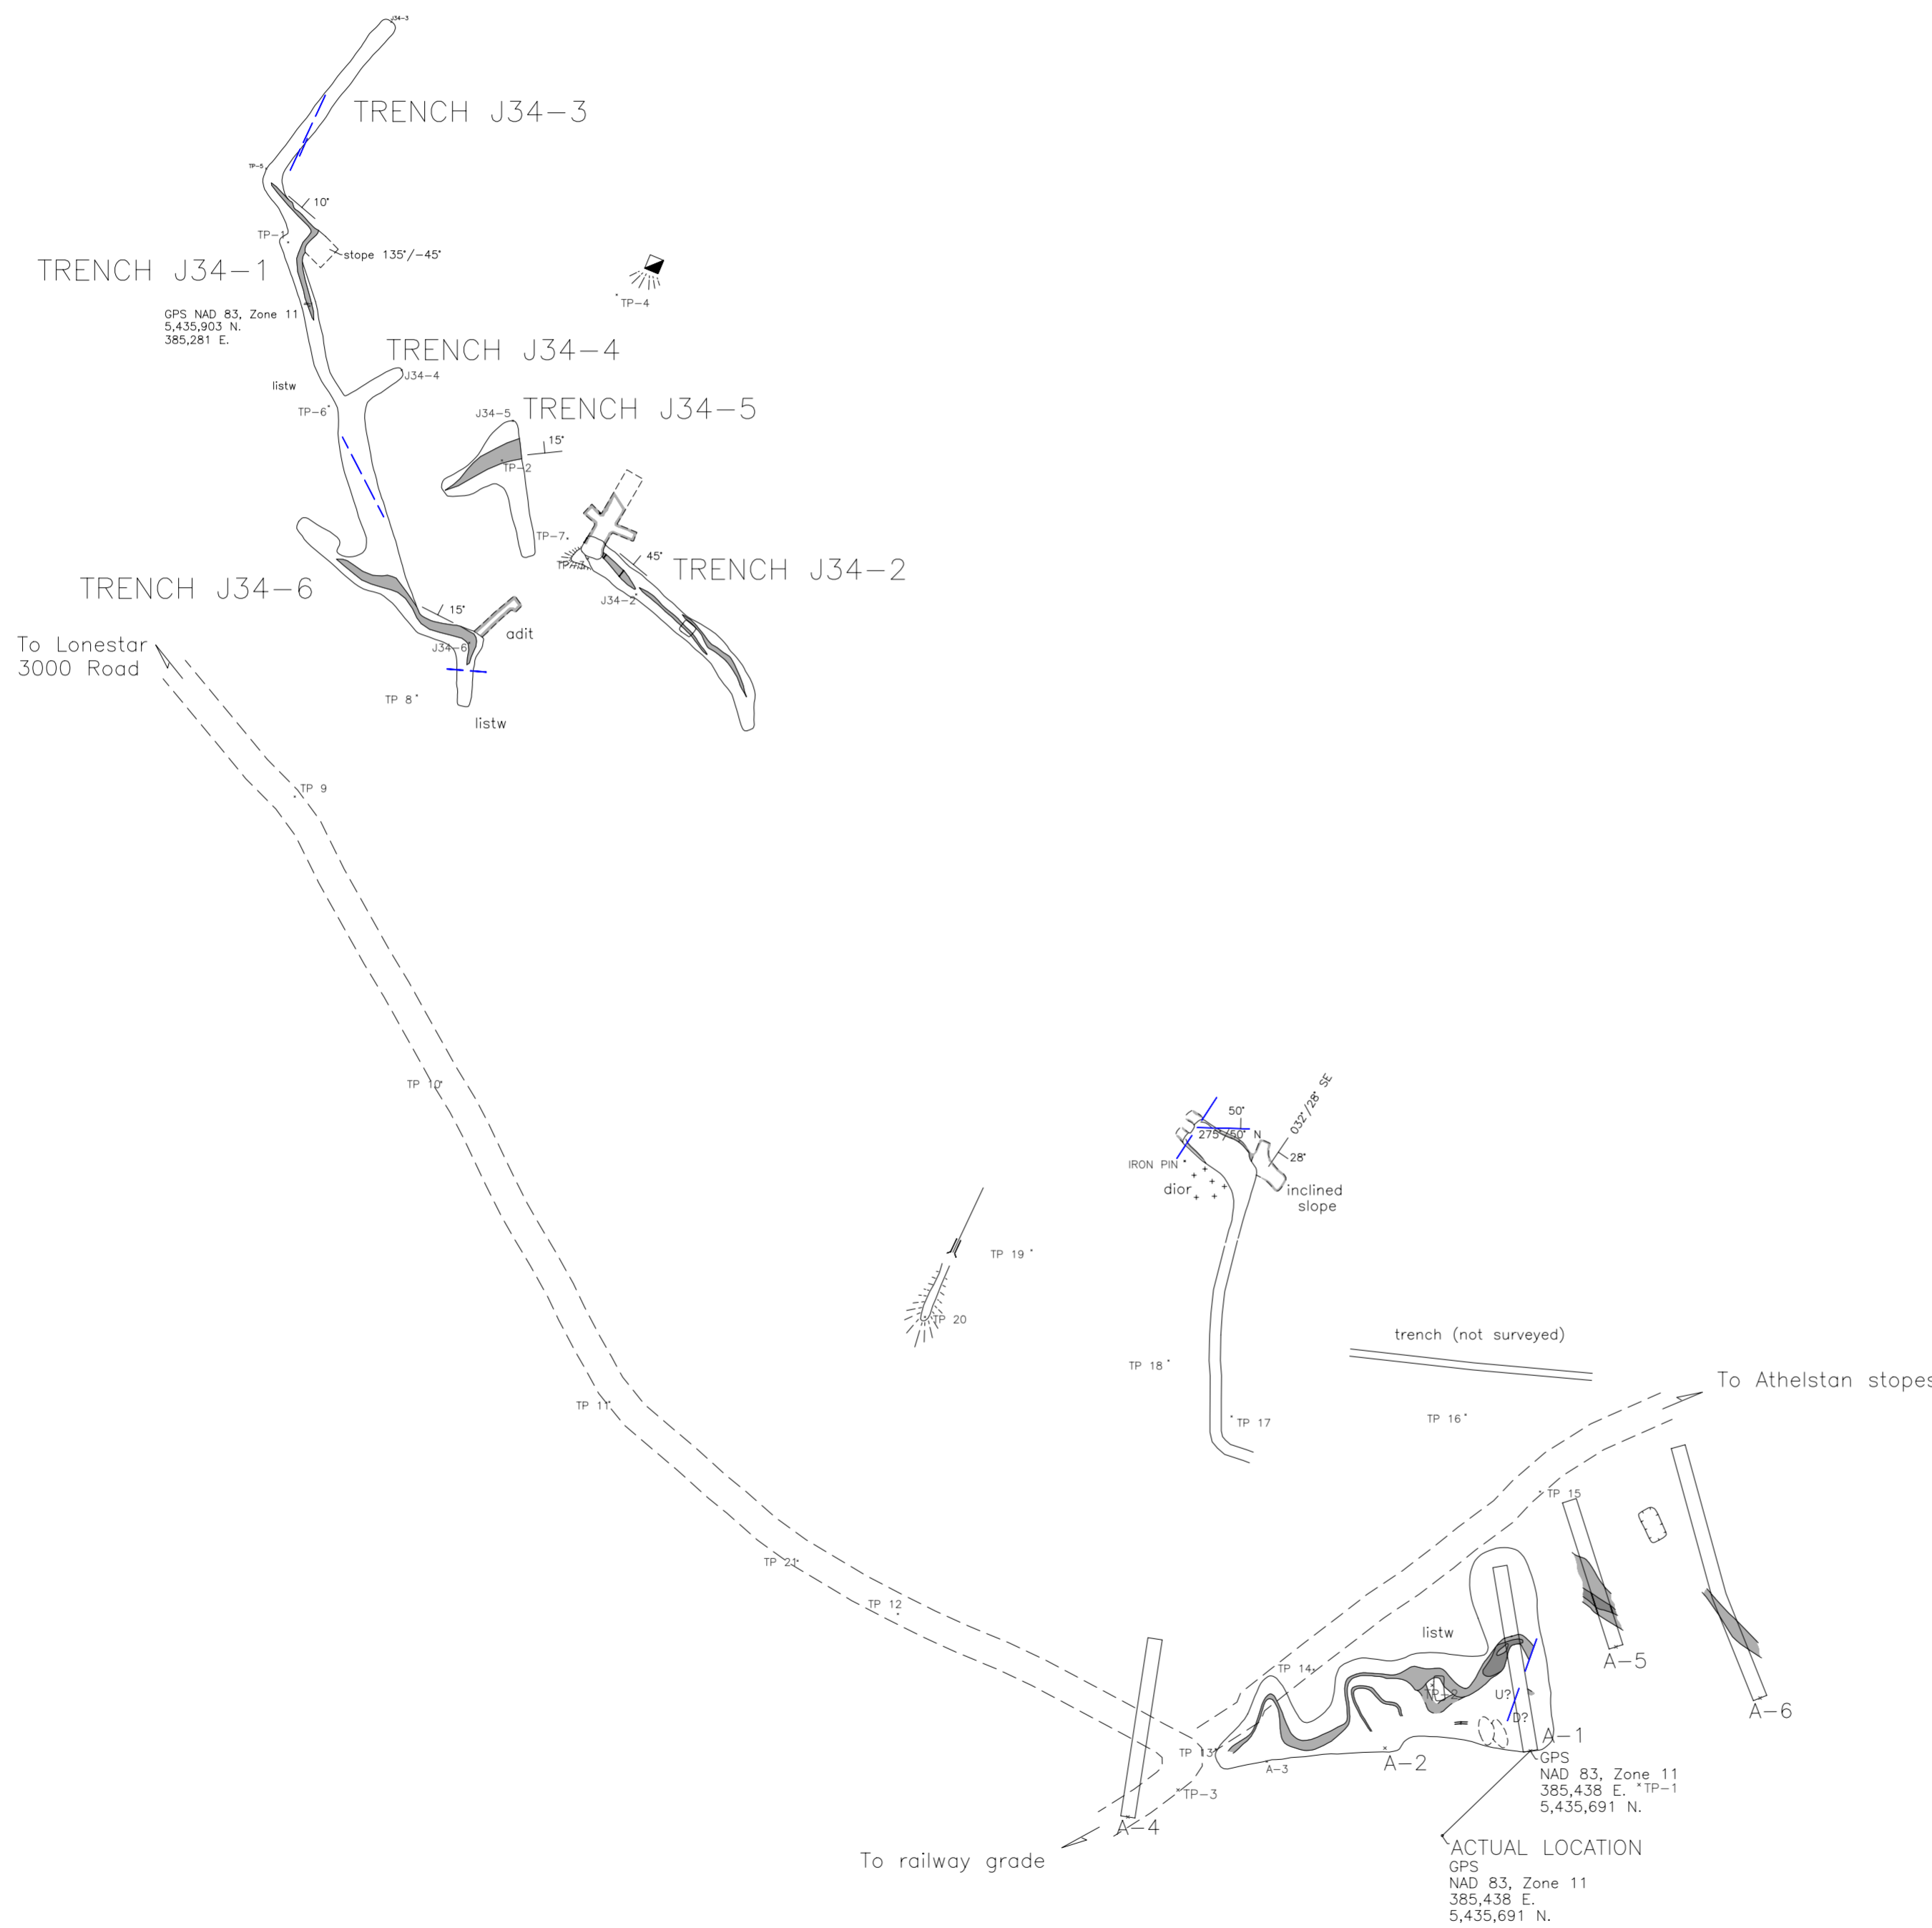 J34-3
TRENCH J34-3
TP-5
10°
TP-1
stope 135°/-45°
TRENCH J34-1
TP-4
GPS NAD 83, Zone 11
5,435,903 N.
385,281 E.
TRENCH J34-4
J34-4
listw
TP-6
J34-5
TRENCH J34-5
15°
TP-2
TP-7
45°
TP-3
TRENCH J34-2
TRENCH J34-6
J34-2
15°
adit
To Lonestar
3000 Road
J34-6
TP 8
listw
TP 9
TP 10
032°/28° SE
50°
275°/50° N
IRON PIN
28°
dior
inclined
slope
TP 19
TP 20
trench (not surveyed)
TP 18
To Athelstan stopes
TP 11
TP 17
TP 16
TP 15
TP 21
TP 12
listw
A-5
TP 14
TP-2
U?
D?
A-6
TP 13
A-1
A-2
A-3
GPS
NAD 83, Zone 11
385,438 E.
TP-1
5,435,691 N.
TP-3
A-4
To railway grade
ACTUAL LOCATION
GPS
NAD 83, Zone 11
385,438 E.
5,435,691 N.